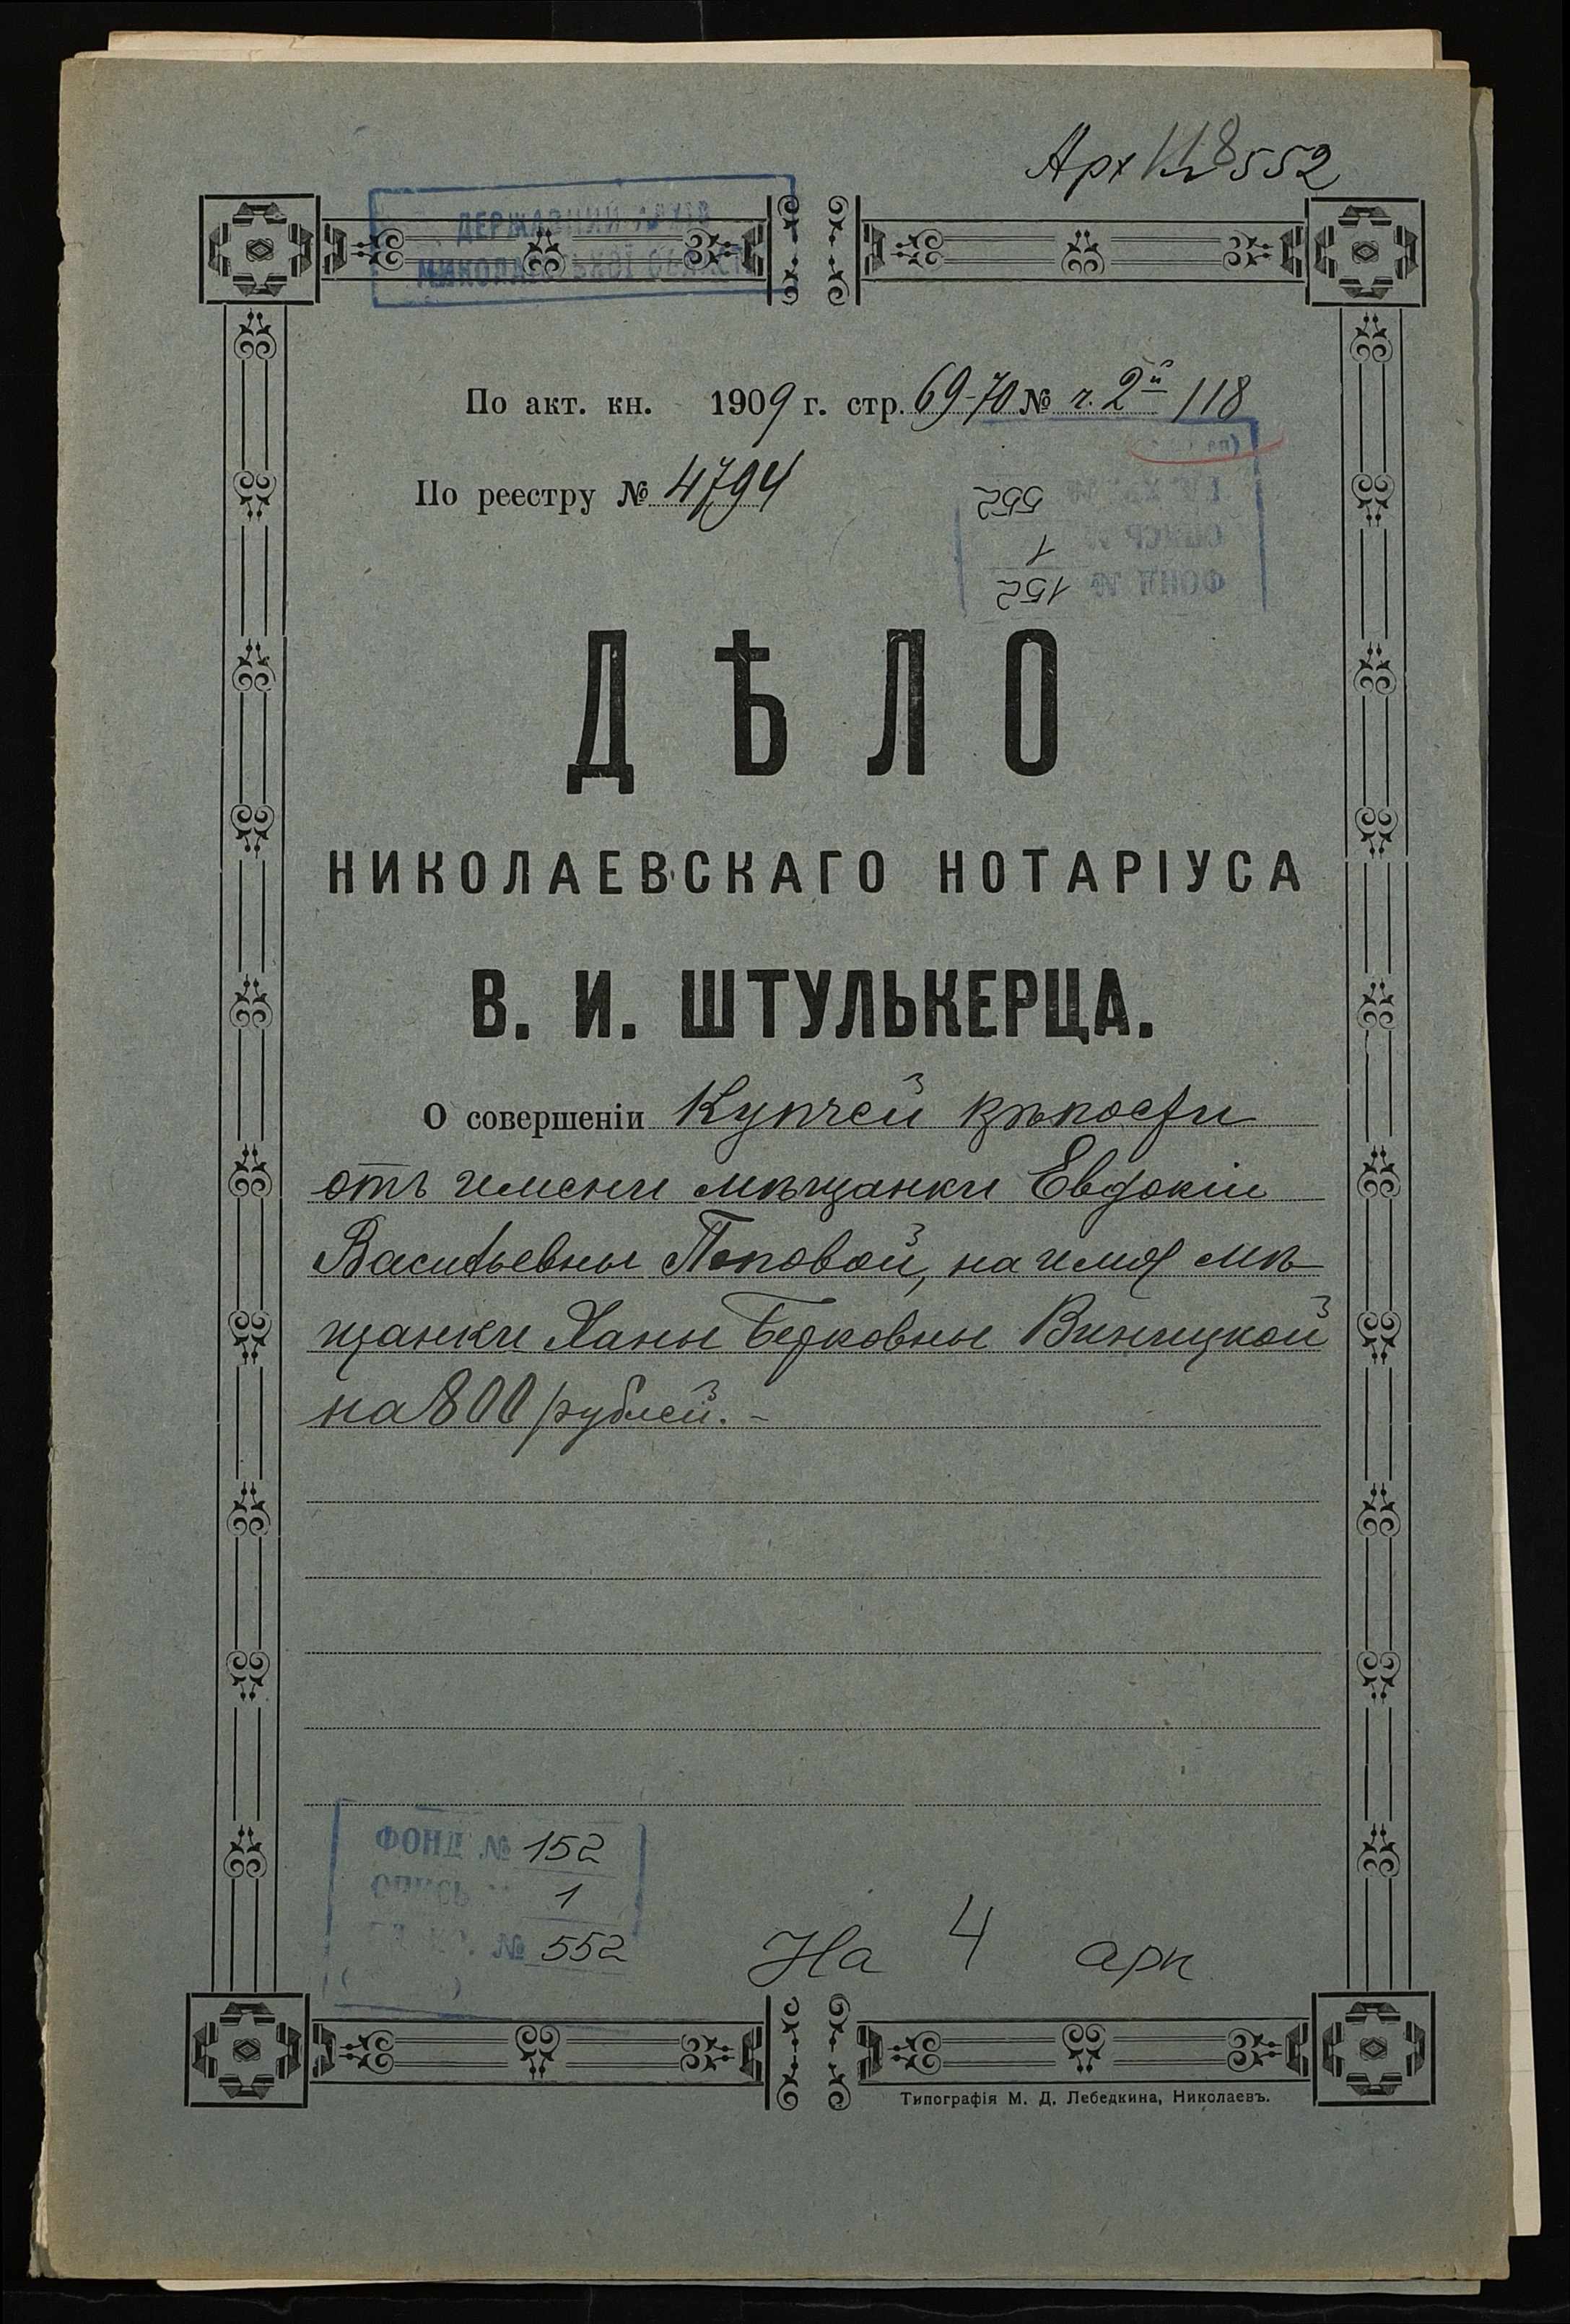 Арх № 552
ДЕРЖАВНИЙ АРХІВ
МИКОЛАЇВСЬКОЇ ОБЛАСТІ
По акт. кн. 1909 г. стр. 69-70 № ч. 2й 118
По реестру № 4794
ФОНД № 152
ОПИСЬ № 1
552
ДѢЛО
НИКОЛАЕВСКАГО НОТАРІУСА
В. И. ШТУЛЬКЕРЦА.
О совершеніи Купчей крѣпости
отъ имени мѣщанки Евдокіи
Васильевны Поповой, на имя мѣ-
щанки Ханы Берковны Виницкой
на 800 рублей. -
ФОНД № 152
ОПИСЬ № 1
№ 552
На 4 арк
Типографія М. Д. Лебедкина, Николаевъ.